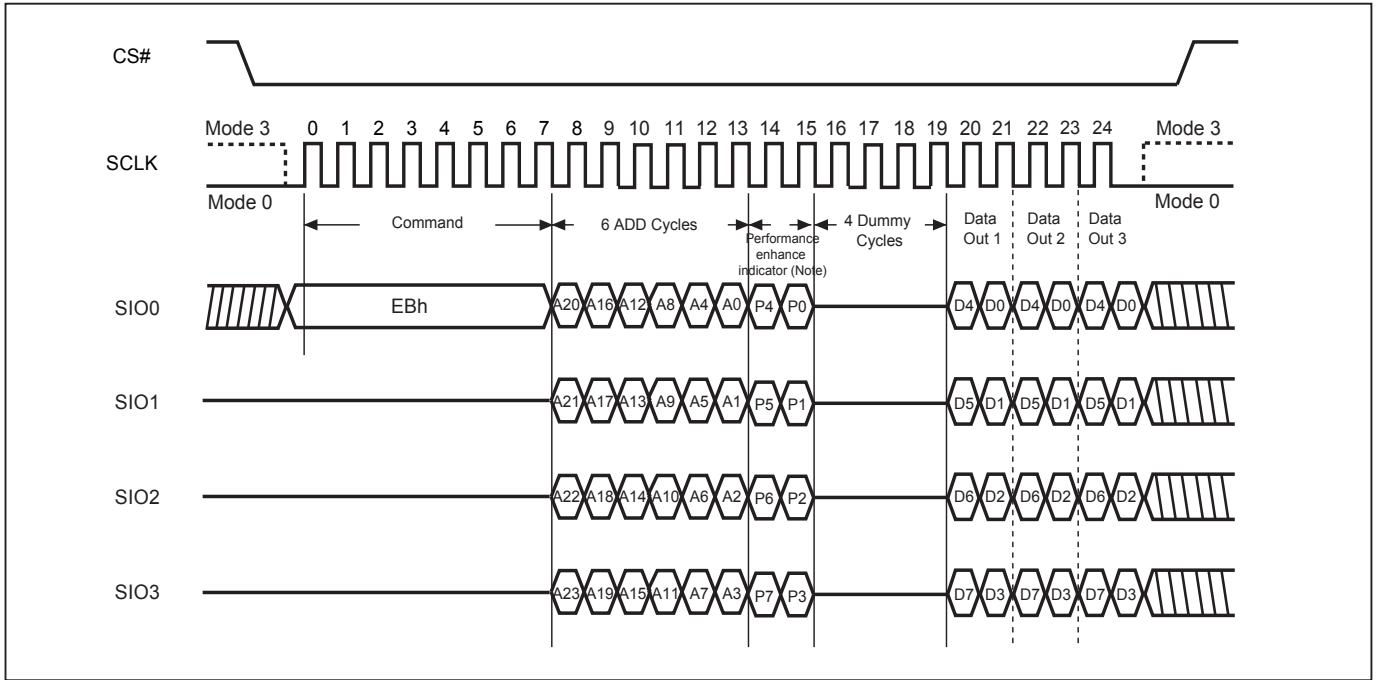 CS#
Mode 3 0 1 2 3 4 5 6 7 8 9 10 11 12 13 14 15 16 17 18 19 20 21 22 23 24 Mode 3
SCLK
Mode 0 Mode 0
Command 6 ADD Cycles Performance enhance indicator (Note) 4 Dummy Cycles Data Out 1 Data Out 2 Data Out 3
SIO0 EBh A20 A16 A12 A8 A4 A0 P4 P0 D4 D0 D4 D0 D4 D0
SIO1 A21 A17 A13 A9 A5 A1 P5 P1 D5 D1 D5 D1 D5 D1
SIO2 A22 A18 A14 A10 A6 A2 P6 P2 D6 D2 D6 D2 D6 D2
SIO3 A23 A19 A15 A11 A7 A3 P7 P3 D7 D3 D7 D3 D7 D3